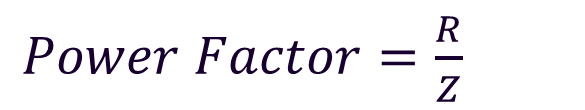 Power Factor = R/Z